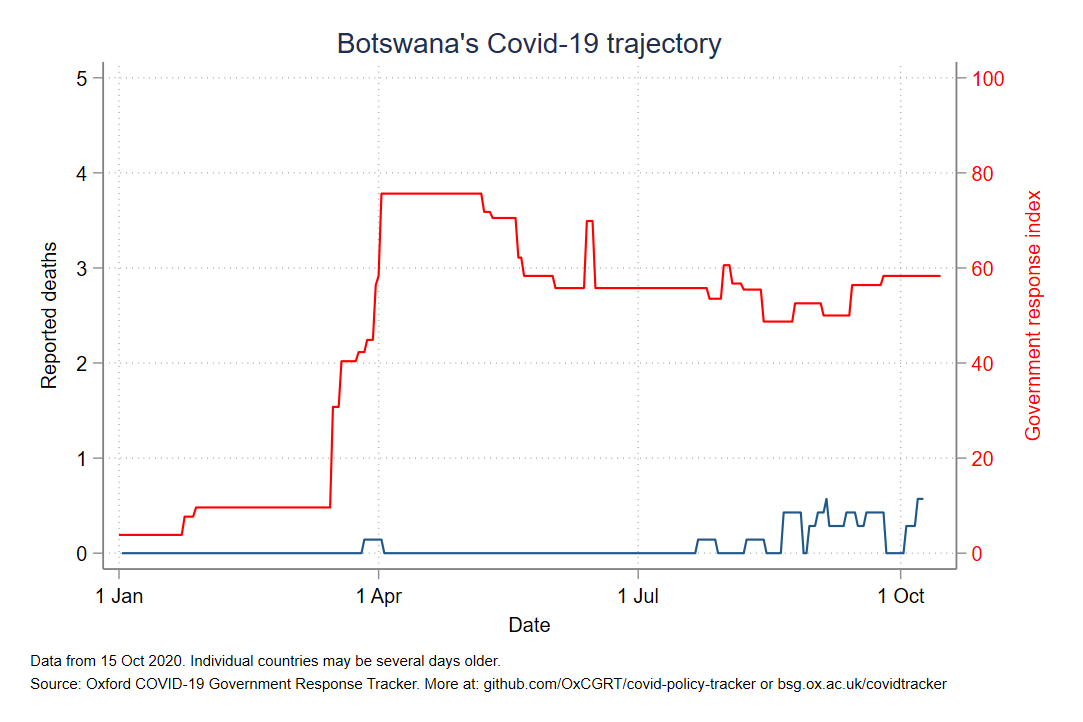 Botswana's Covid-19 trajectory
5
4
3
2
1
0
Reported deaths
100
80
60
40
20
0
Government response index
1 Jan
1 Apr
1 Jul
1 Oct
Date
Data from 15 Oct 2020. Individual countries may be several days older.
Source: Oxford COVID-19 Government Response Tracker. More at: github.com/OxCGRT/covid-policy-tracker or bsg.ox.ac.uk/covidtracker